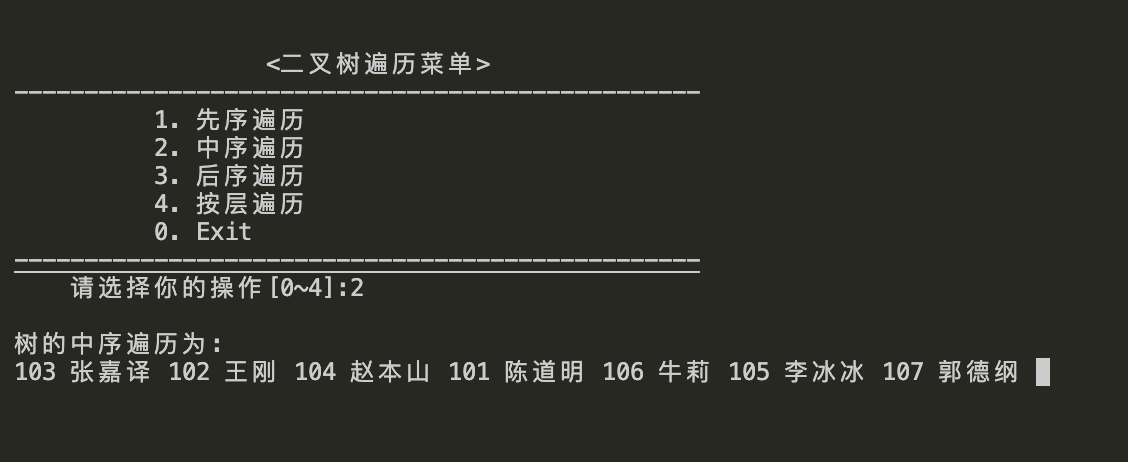 <二叉树遍历菜单>
-------------------------------------------------
1. 先序遍历
2. 中序遍历
3. 后序遍历
4. 按层遍历
0. Exit
-------------------------------------------------
请选择你的操作[0~4]:2
树的中序遍历为:
103 张嘉译 102 王刚 104 赵本山 101 陈道明 106 牛莉 105 李冰冰 107 郭德纲